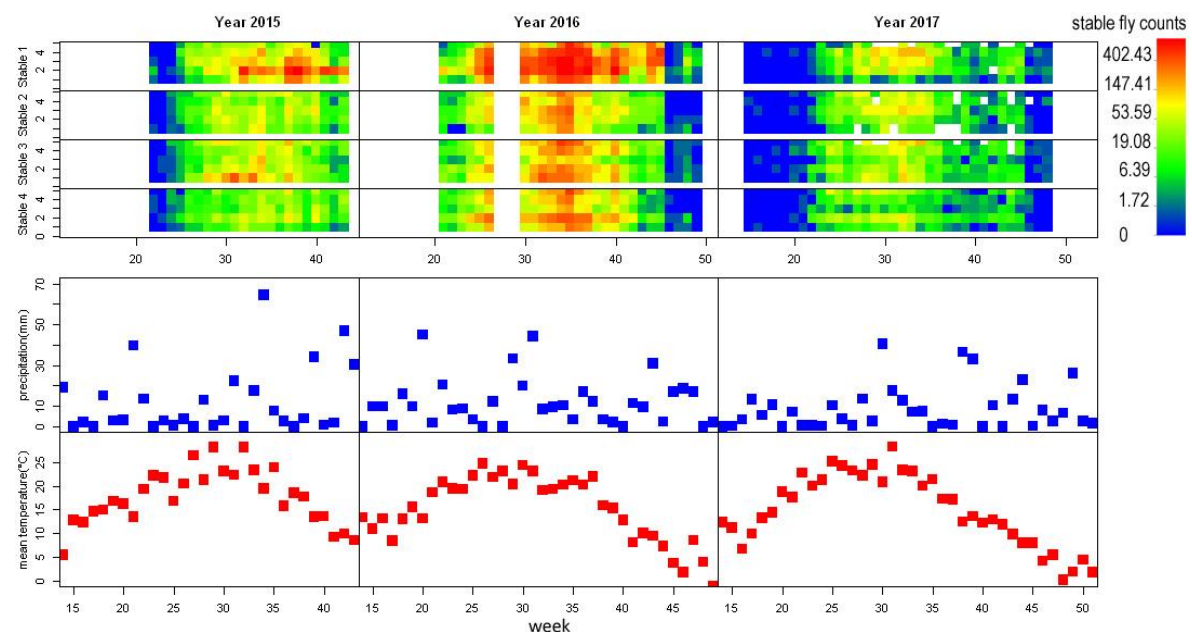 Year 2015 Year 2016 Year 2017 stable fly counts
Stable 1 2 4
Stable 2 2 4
Stable 3 2 4
Stable 4 0 2 4
402.43
147.41
53.59
19.08
6.39
1.72
0
20 30 40 20 30 40 50 20 30 40 50
precipitation(mm)
70
50
30
10
0
mean temperature(°C)
25
20
15
10
5
0
15 20 25 30 35 40 15 20 25 30 35 40 45 15 20 25 30 35 40 45 50
week